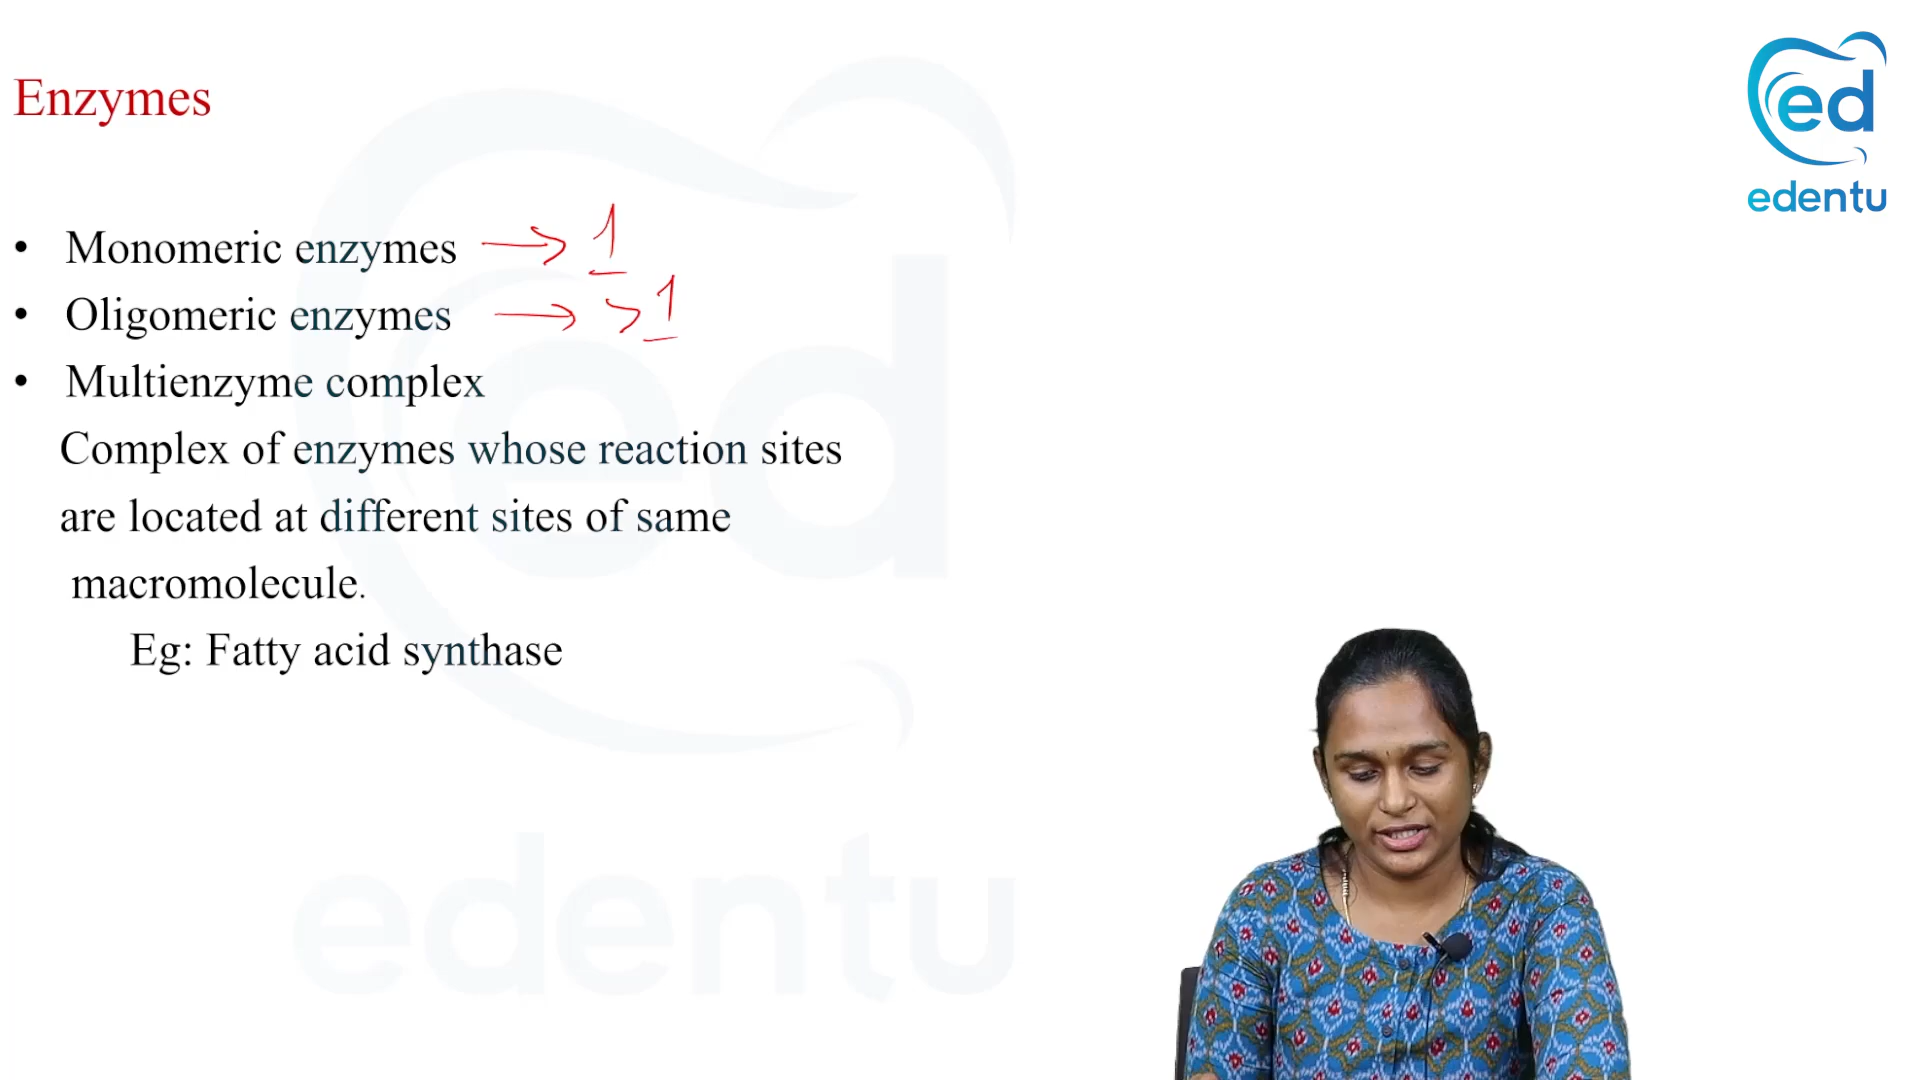 Enzymes
ed
edentu
• Monomeric enzymes → 1
• Oligomeric enzymes → >1
• Multienzyme complex
Complex of enzymes whose reaction sites
are located at different sites of same
macromolecule.
Eg: Fatty acid synthase
ed
edentu